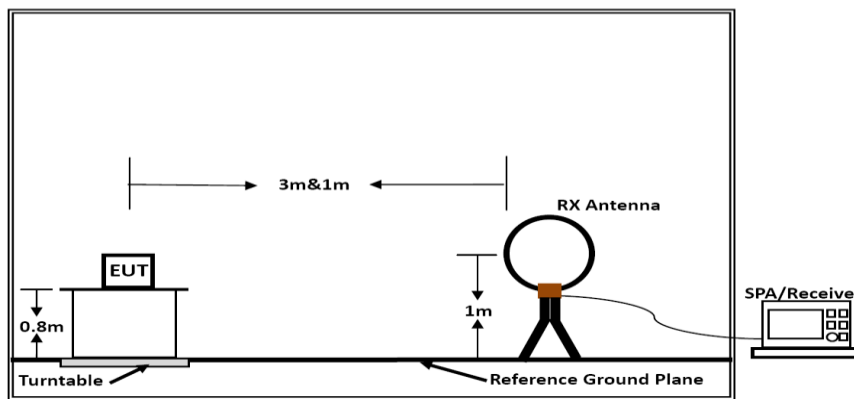 3m&1m
RX Antenna
EUT
SPA/Receive
0.8m
1m
Turntable
Reference Ground Plane